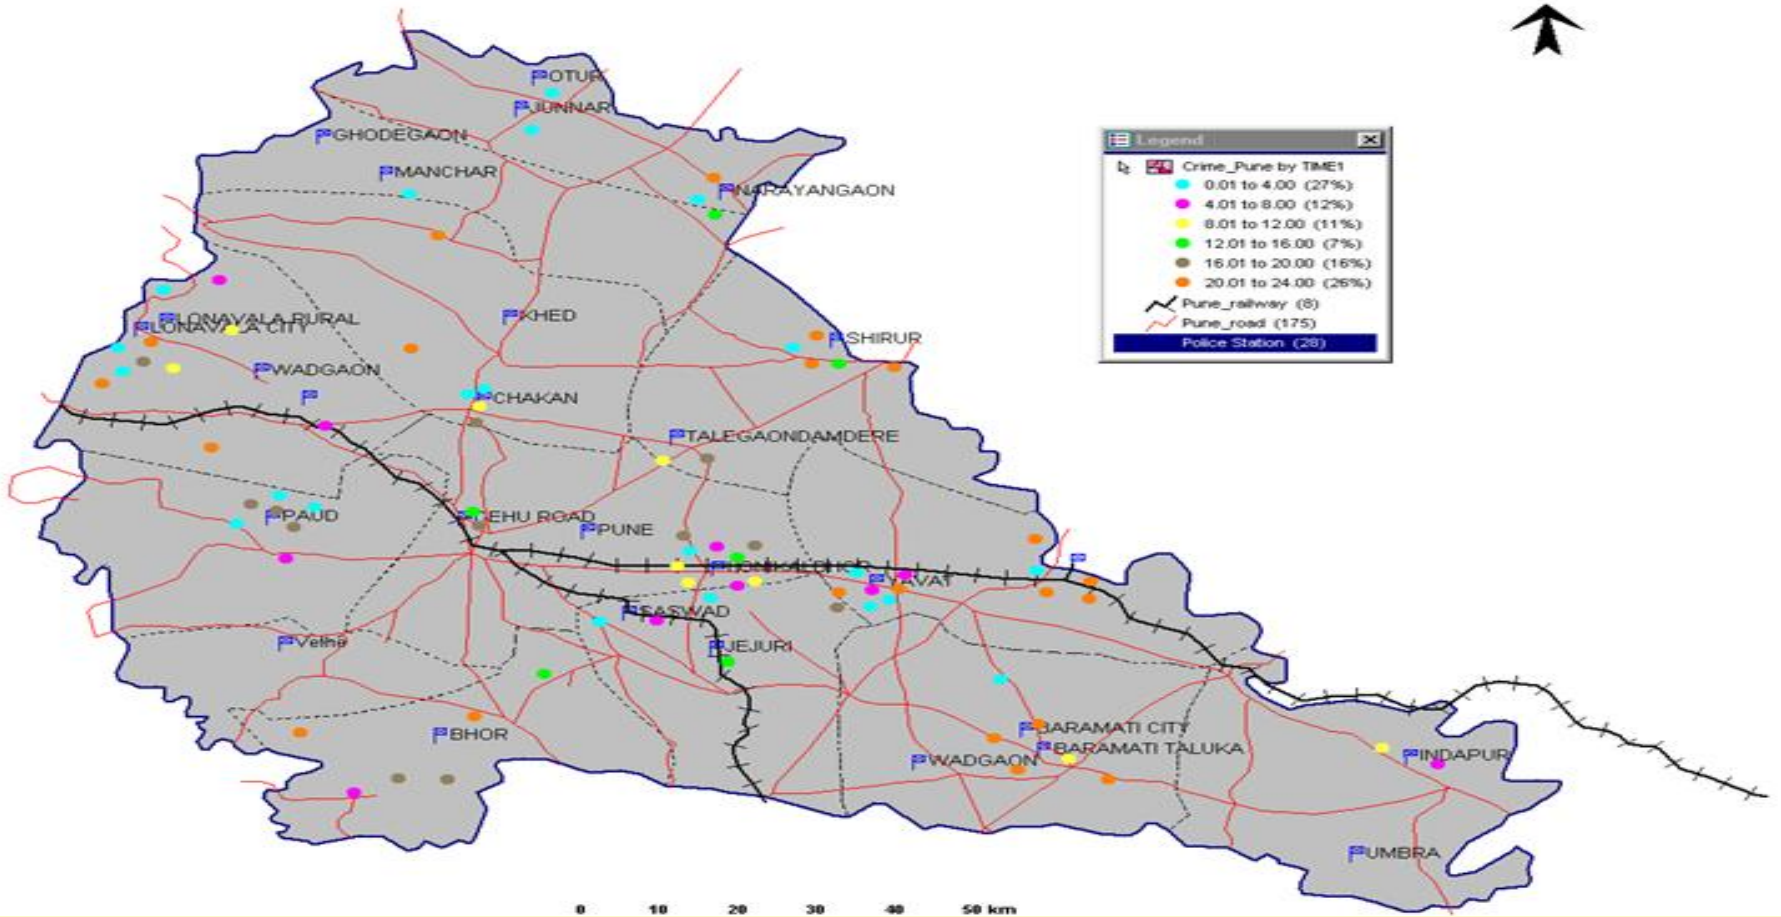 OTUR
JUNNAR
GHODEGAON
MANCHAR
NARAYANGAON
Legend
Crime_Pune by TIME1
0.01 to 4.00 (27%)
4.01 to 8.00 (12%)
8.01 to 12.00 (11%)
12.01 to 16.00 (7%)
16.01 to 20.00 (16%)
20.01 to 24.00 (26%)
Pune_railway (8)
Pune_road (175)
Police Station (28)
LONAVALA RURAL
LONAVALA CITY
KHED
SHIRUR
WADGAON
CHAKAN
TALEGAONDAMDERE
PAUD
DEHU ROAD
PUNE
YAVAT
SASWAD
Velhe
JEJURI
BHOR
BARAMATI CITY
BARAMATI TALUKA
WADGAON
INDAPUR
UMBRA
0 10 20 30 40 50 km